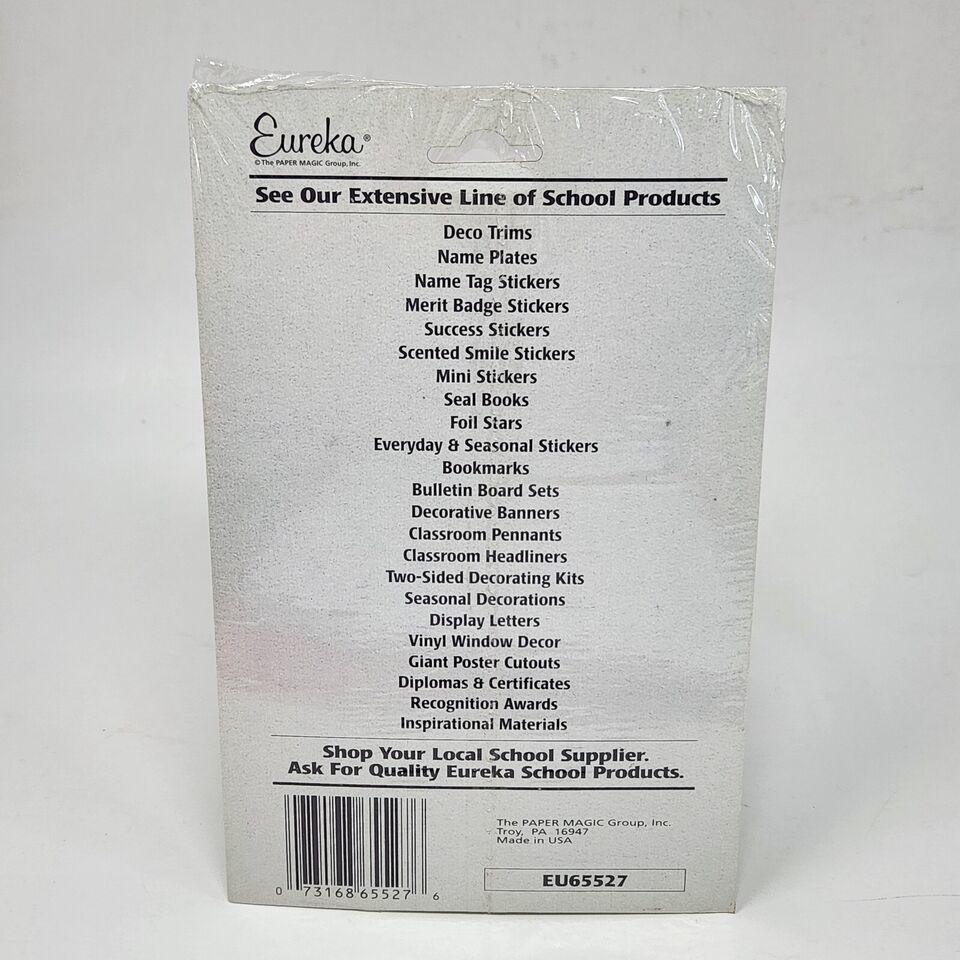 Eureka®
©The PAPER MAGIC Group, Inc.
See Our Extensive Line of School Products
Deco Trims
Name Plates
Name Tag Stickers
Merit Badge Stickers
Success Stickers
Scented Smile Stickers
Mini Stickers
Seal Books
Foil Stars
Everyday & Seasonal Stickers
Bookmarks
Bulletin Board Sets
Decorative Banners
Classroom Pennants
Classroom Headliners
Two-Sided Decorating Kits
Seasonal Decorations
Display Letters
Vinyl Window Decor
Giant Poster Cutouts
Diplomas & Certificates
Recognition Awards
Inspirational Materials
Shop Your Local School Supplier.
Ask For Quality Eureka School Products.
The PAPER MAGIC Group, Inc.
Troy, PA 16947
Made in USA
EU65527
0 73168 65527 6